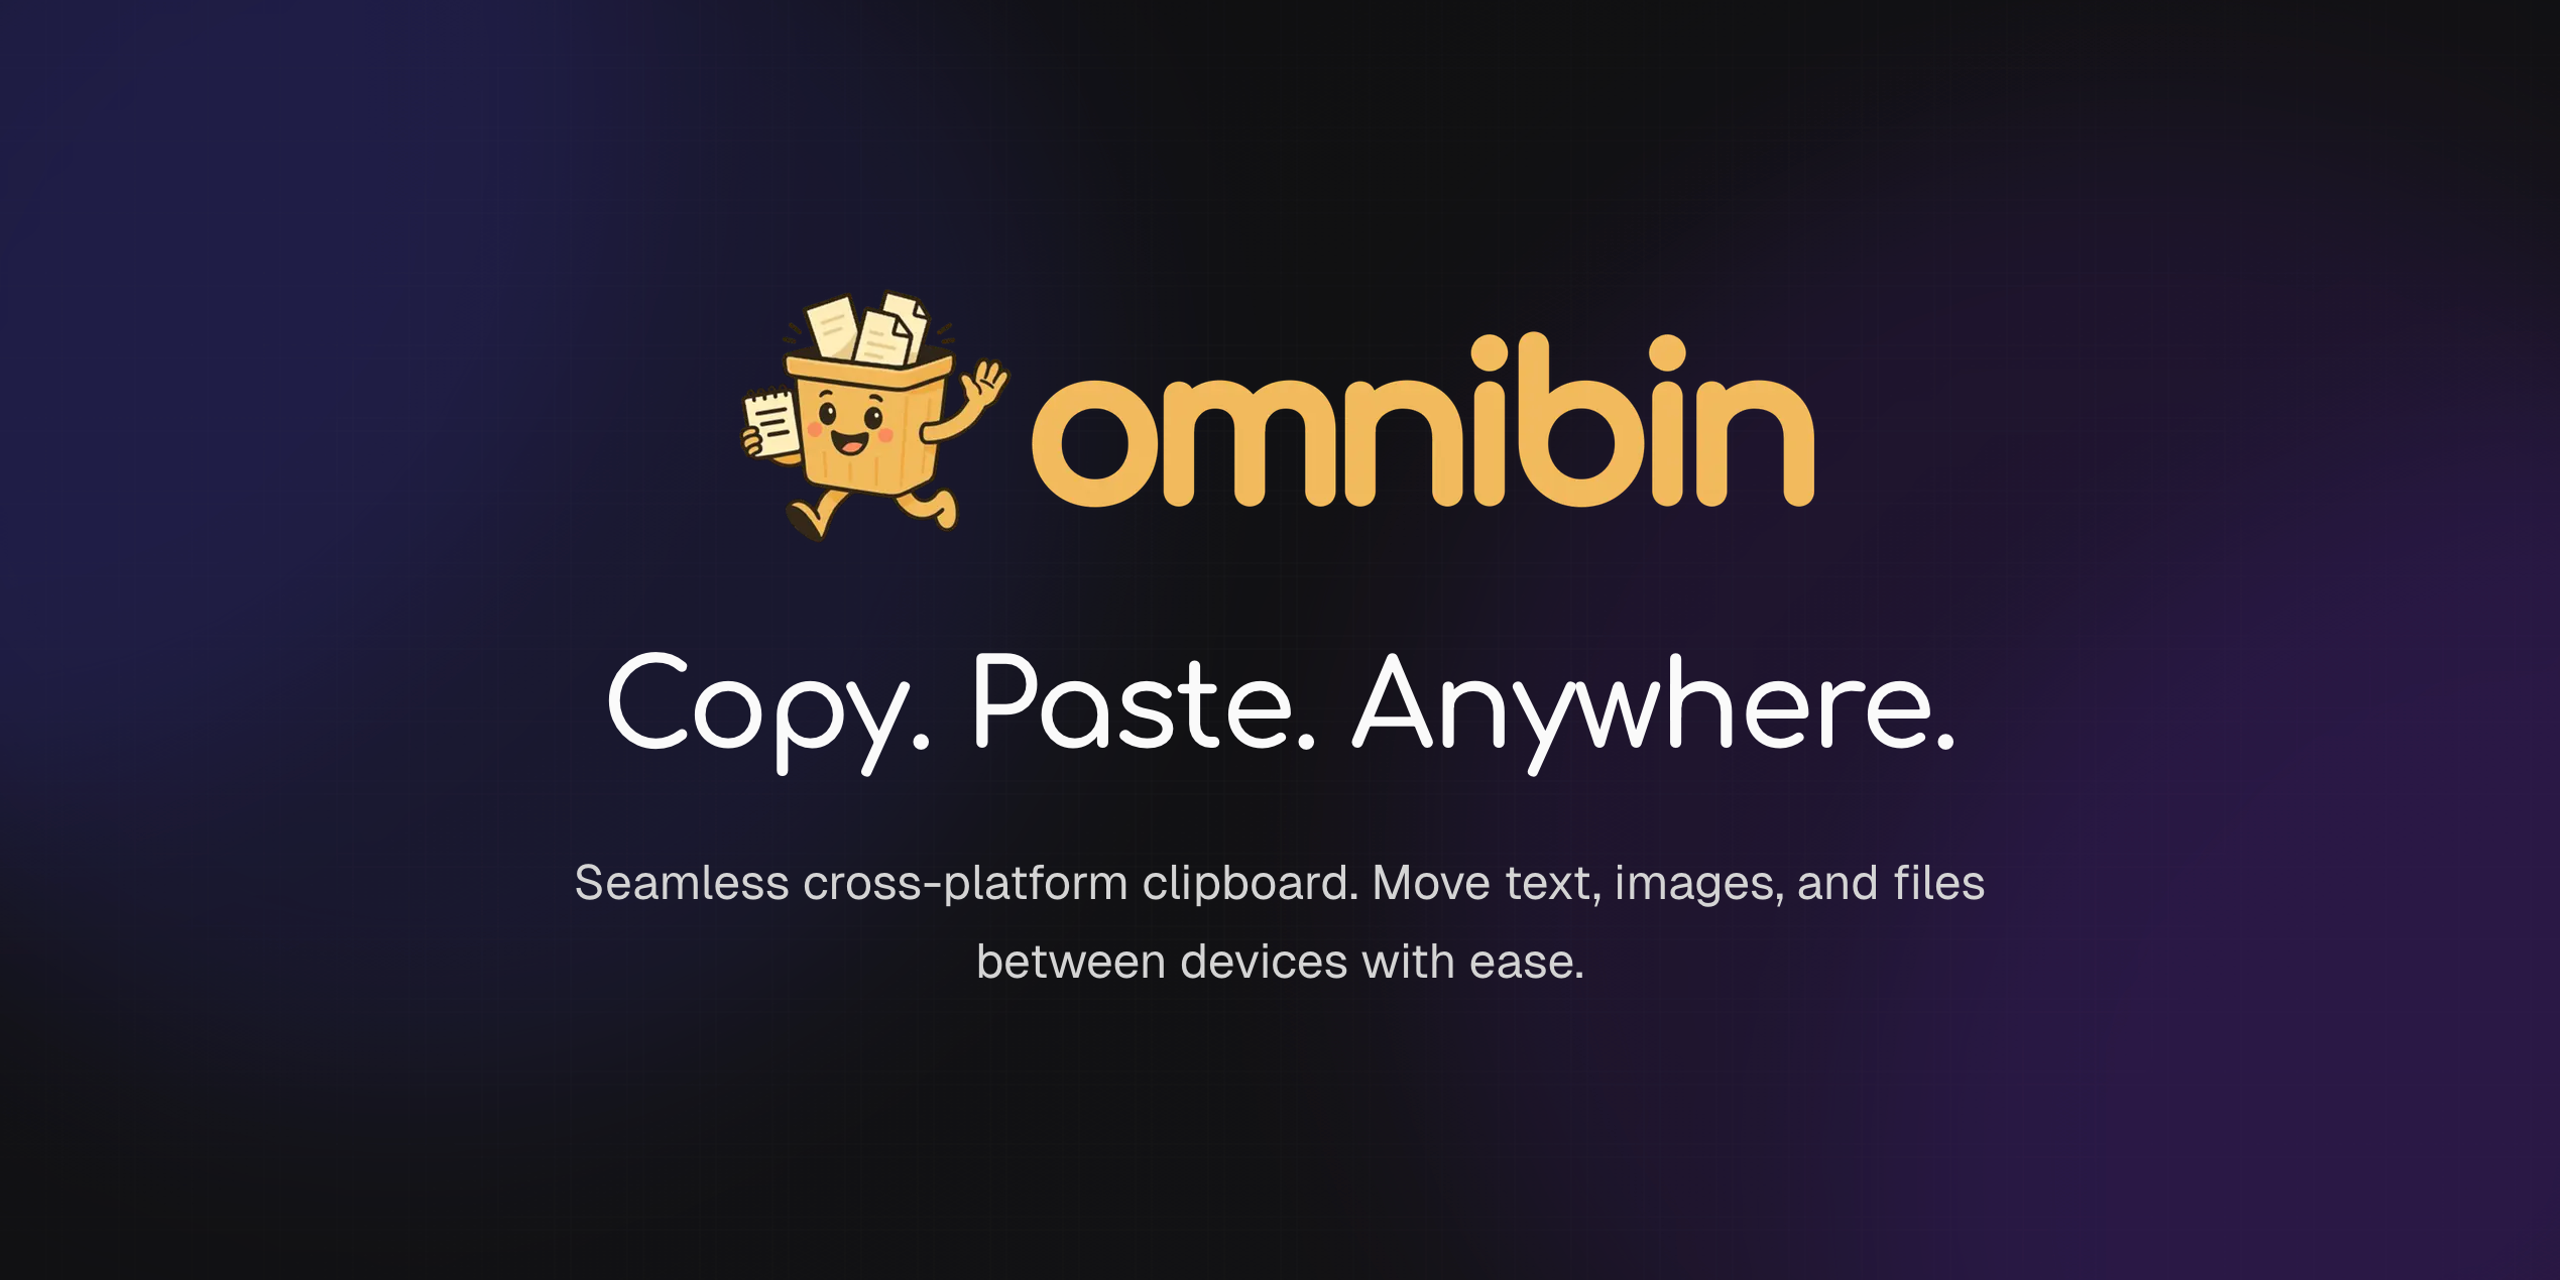 omnibin
Copy. Paste. Anywhere.
Seamless cross-platform clipboard. Move text, images, and files
between devices with ease.